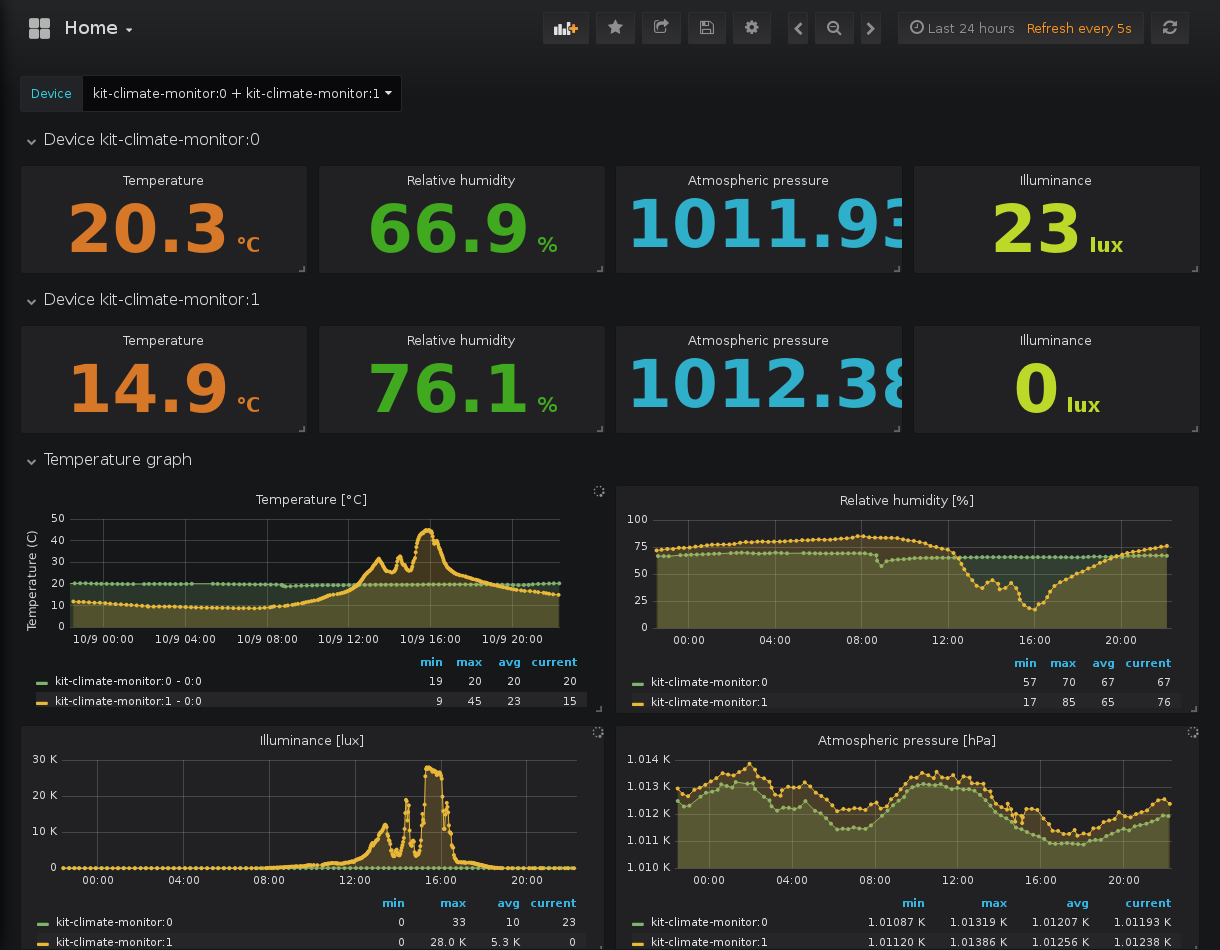 Home
Last 24 hours Refresh every 5s
Device kit-climate-monitor:0 + kit-climate-monitor:1
Device kit-climate-monitor:0
Temperature Relative humidity Atmospheric pressure Illuminance
20.3 °C 66.9 % 1011.93 23 lux
Device kit-climate-monitor:1
Temperature Relative humidity Atmospheric pressure Illuminance
14.9 °C 76.1 % 1012.38 0 lux
Temperature graph
Temperature [°C]
Temperature (C)
50
40
30
20
10
0
10/9 00:00 10/9 04:00 10/9 08:00 10/9 12:00 10/9 16:00 10/9 20:00
min max avg current
kit-climate-monitor:0 - 0:0 19 20 20 20
kit-climate-monitor:1 - 0:0 9 45 23 15
Relative humidity [%]
100
75
50
25
0
00:00 04:00 08:00 12:00 16:00 20:00
min max avg current
kit-climate-monitor:0 57 70 67 67
kit-climate-monitor:1 17 85 65 76
Illuminance [lux]
30 K
20 K
10 K
0
00:00 04:00 08:00 12:00 16:00 20:00
min max avg current
kit-climate-monitor:0 0 33 10 23
kit-climate-monitor:1 0 28.0 K 5.3 K 0
Atmospheric pressure [hPa]
1.014 K
1.013 K
1.012 K
1.011 K
1.010 K
00:00 04:00 08:00 12:00 16:00 20:00
min max avg current
kit-climate-monitor:0 1.01087 K 1.01319 K 1.01207 K 1.01193 K
kit-climate-monitor:1 1.01120 K 1.01386 K 1.01256 K 1.01238 K